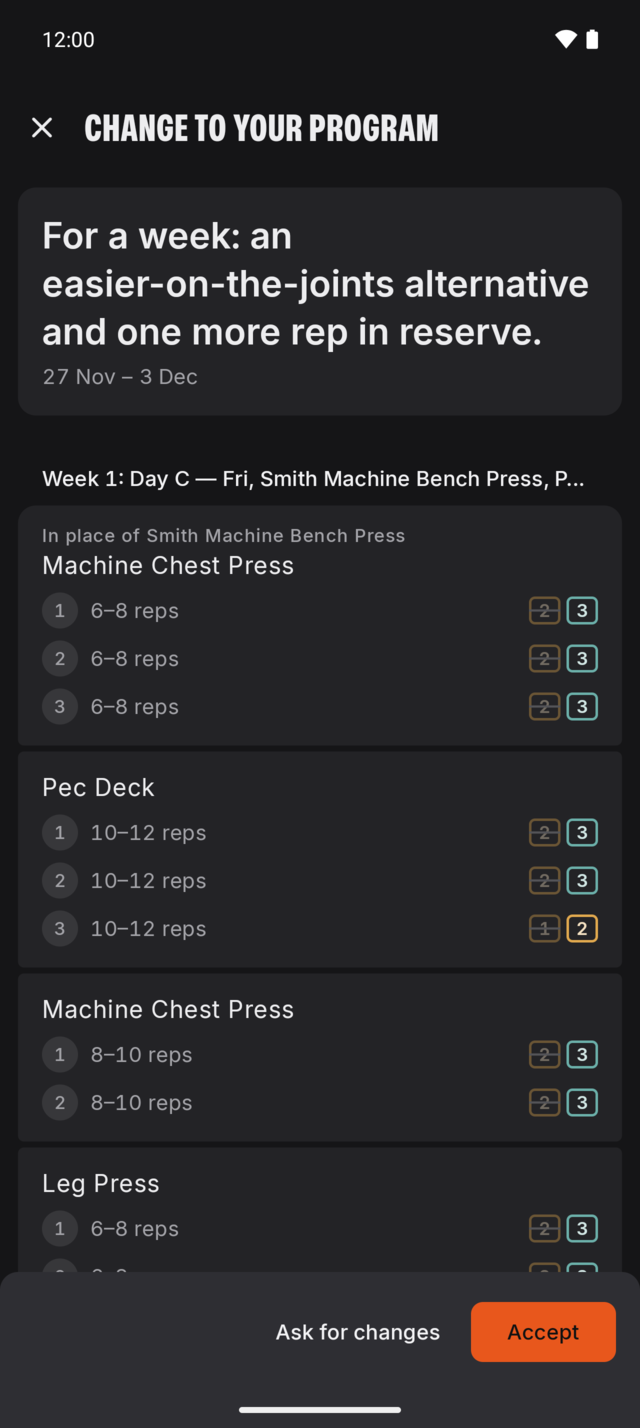 12:00
CHANGE TO YOUR PROGRAM
For a week: an
easier-on-the-joints alternative
and one more rep in reserve.
27 Nov – 3 Dec
Week 1: Day C — Fri, Smith Machine Bench Press, P...
In place of Smith Machine Bench Press
Machine Chest Press
1 6–8 reps 2 3
2 6–8 reps 2 3
3 6–8 reps 2 3
Pec Deck
1 10–12 reps 2 3
2 10–12 reps 2 3
3 10–12 reps 1 2
Machine Chest Press
1 8–10 reps 2 3
2 8–10 reps 2 3
Leg Press
1 6–8 reps 2 3
Ask for changes Accept